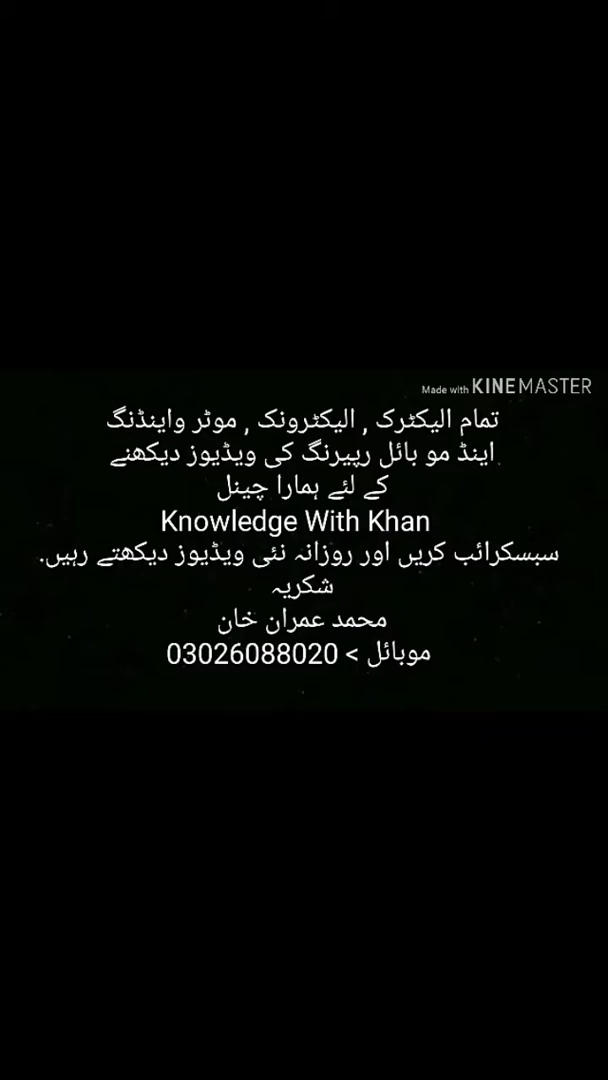 Made with KINEMASTER
تمام الیکٹرک , الیکٹرونک , موٹر واینڈنگ
اینڈ مو بائل رپیرنگ کی ویڈیوز دیکھنے
کے لئے ہمارا چینل
Knowledge With Khan
سبسکرائب کریں اور روزانہ نئی ویڈیوز دیکھتے رہیں.
شکریہ
محمد عمران خان
موبائل > 03026088020